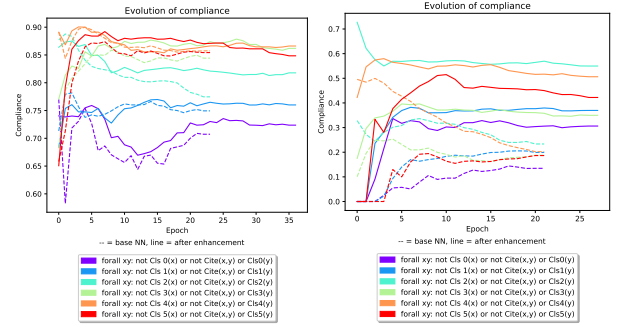 Evolution of compliance
0.90
0.85
0.80
0.75
0.70
0.65
0.60
Compliance
0 5 10 15 20 25 30 35
Epoch
-- = base NN, line = after enhancement
forall xy: not Cls 0(x) or not Cite(x,y) or Cls0(y)
forall xy: not Cls 1(x) or not Cite(x,y) or Cls1(y)
forall xy: not Cls 2(x) or not Cite(x,y) or Cls2(y)
forall xy: not Cls 3(x) or not Cite(x,y) or Cls3(y)
forall xy: not Cls 4(x) or not Cite(x,y) or Cls4(y)
forall xy: not Cls 5(x) or not Cite(x,y) or Cls5(y)
Evolution of compliance
0.7
0.6
0.5
0.4
0.3
0.2
0.1
0.0
Compliance
0 5 10 15 20 25
Epoch
-- = base NN, line = after enhancement
forall xy: not Cls 0(x) or not Cite(x,y) or Cls0(y)
forall xy: not Cls 1(x) or not Cite(x,y) or Cls1(y)
forall xy: not Cls 2(x) or not Cite(x,y) or Cls2(y)
forall xy: not Cls 3(x) or not Cite(x,y) or Cls3(y)
forall xy: not Cls 4(x) or not Cite(x,y) or Cls4(y)
forall xy: not Cls 5(x) or not Cite(x,y) or Cls5(y)